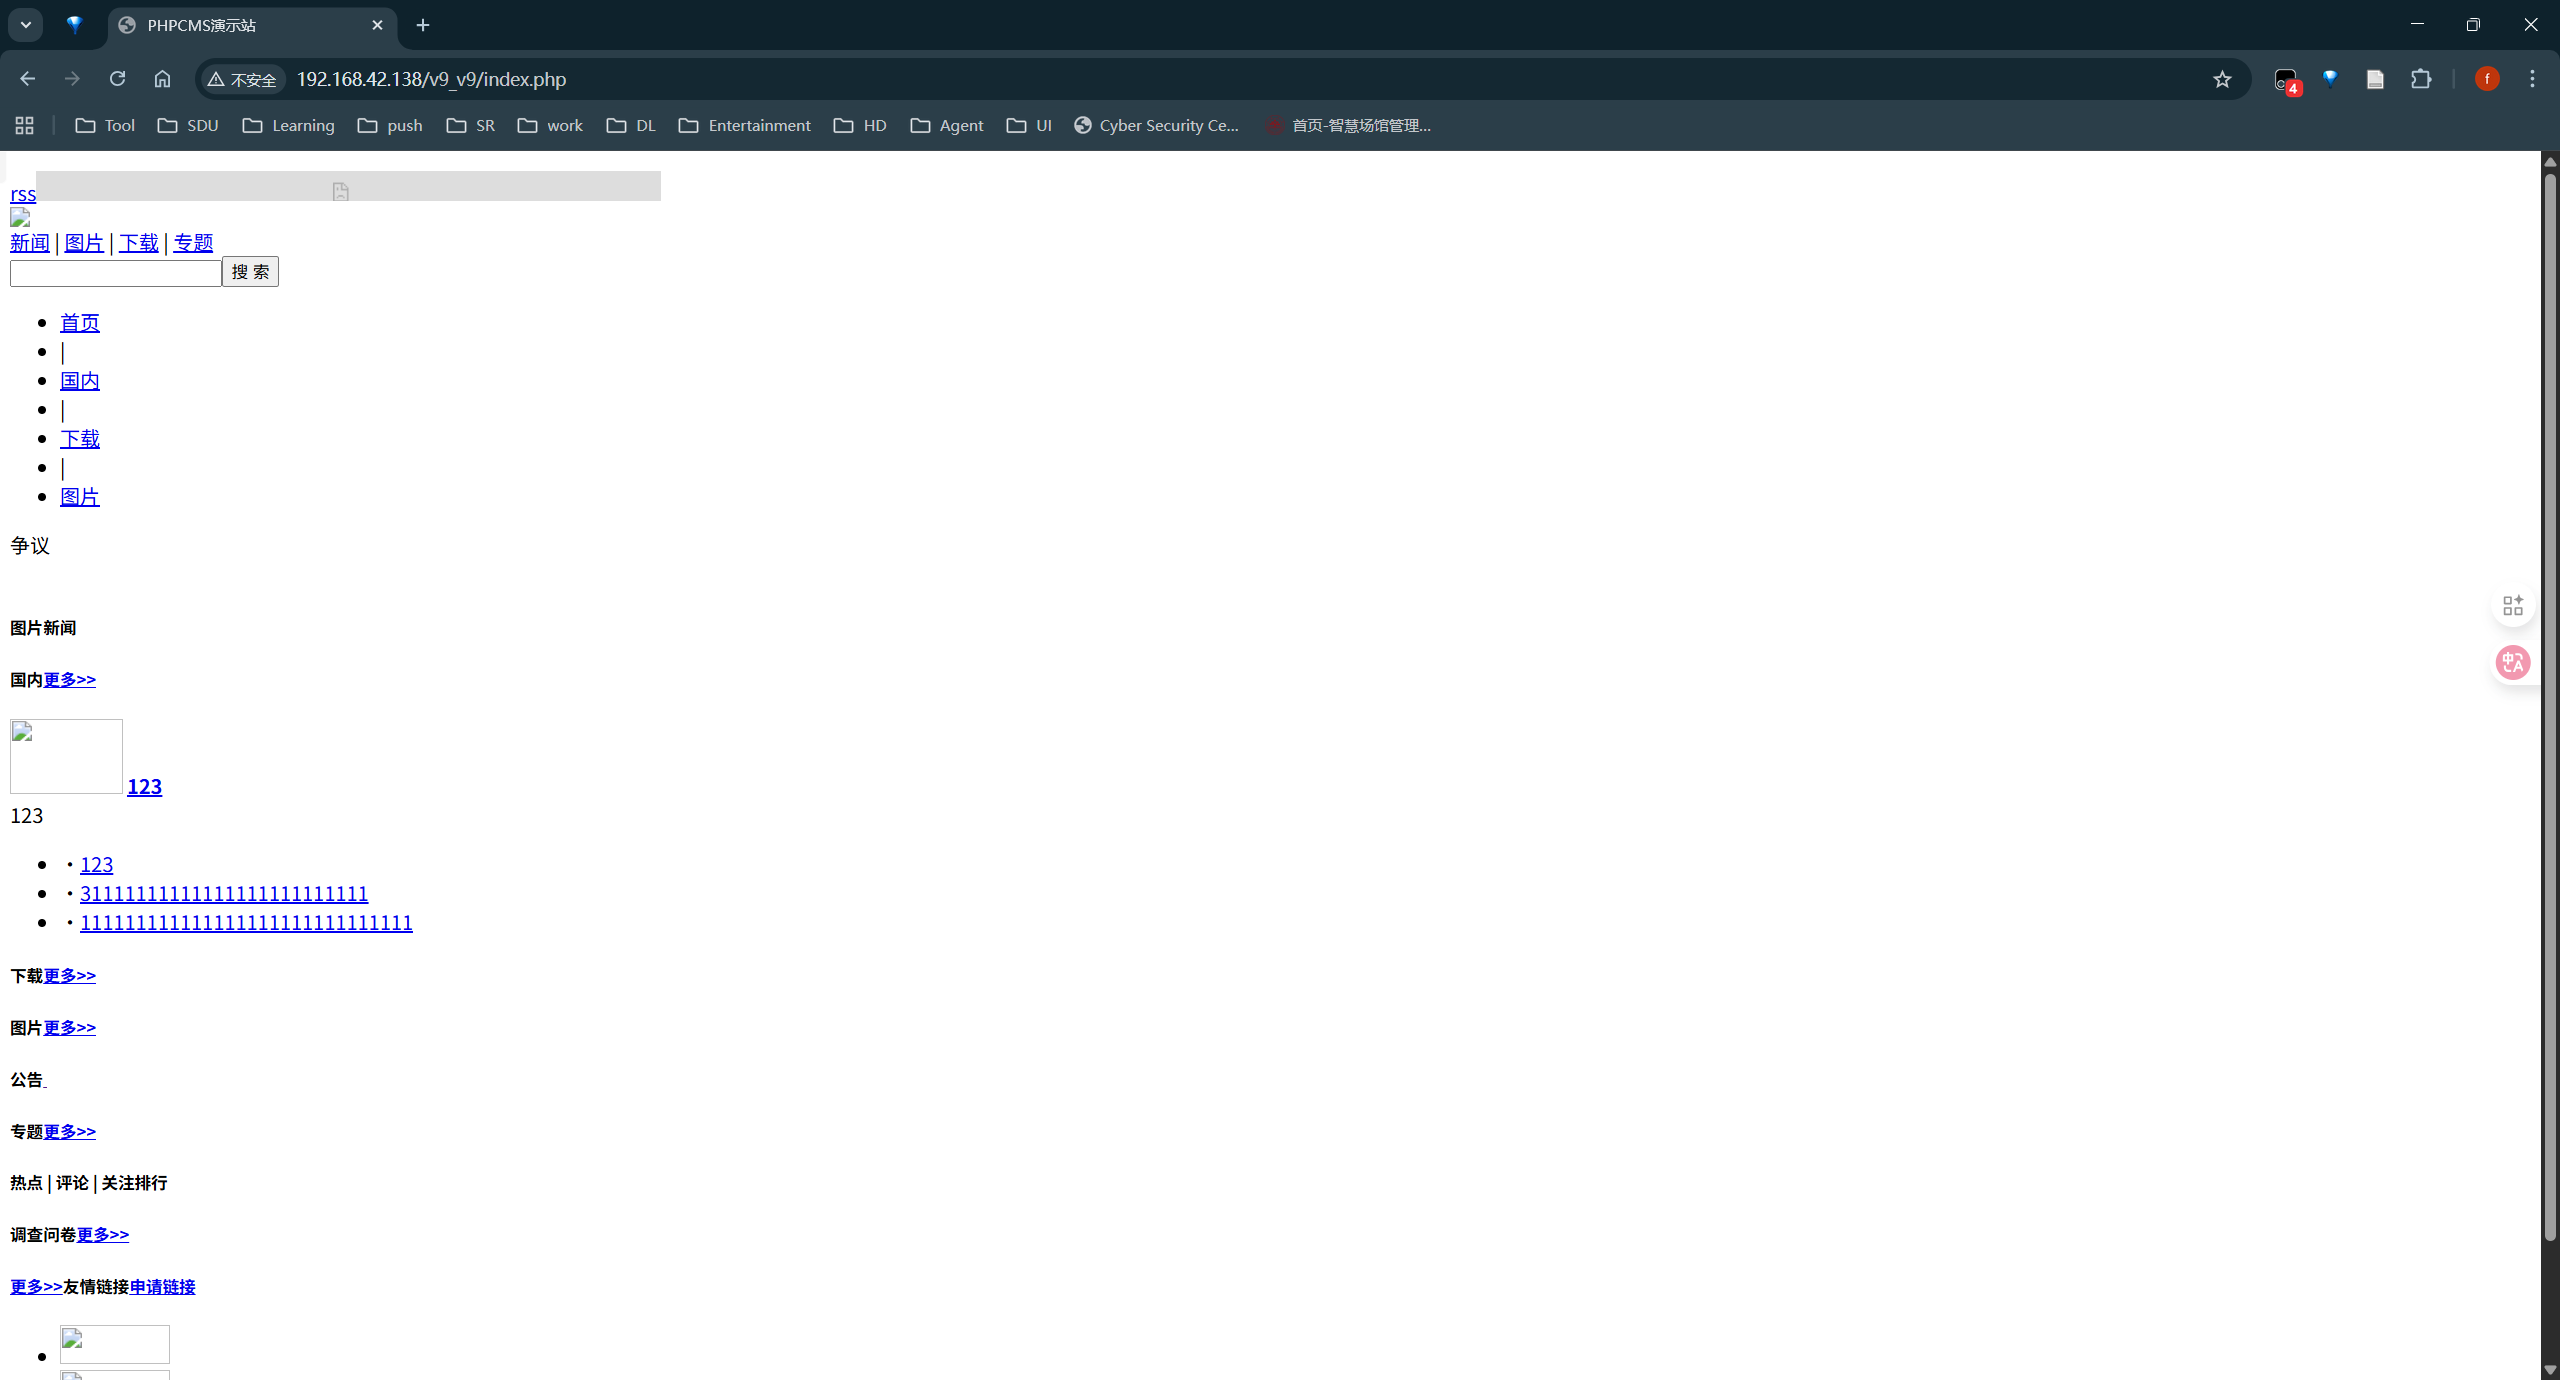 PHPCMS演示站
不安全 192.168.42.138/v9_v9/index.php
4
f
Tool SDU Learning push SR work DL Entertainment HD Agent UI Cyber Security Ce... 首页-智慧场馆管理...
rss
新闻 | 图片 | 下载 | 专题
搜 索
首页
|
国内
|
下载
|
图片
争议
图片新闻
国内更多>>
123
123
·123
·31111111111111111111111111
·111111111111111111111111111111
下载更多>>
图片更多>>
公告
专题更多>>
热点 | 评论 | 关注排行
调查问卷更多>>
更多>>友情链接申请链接